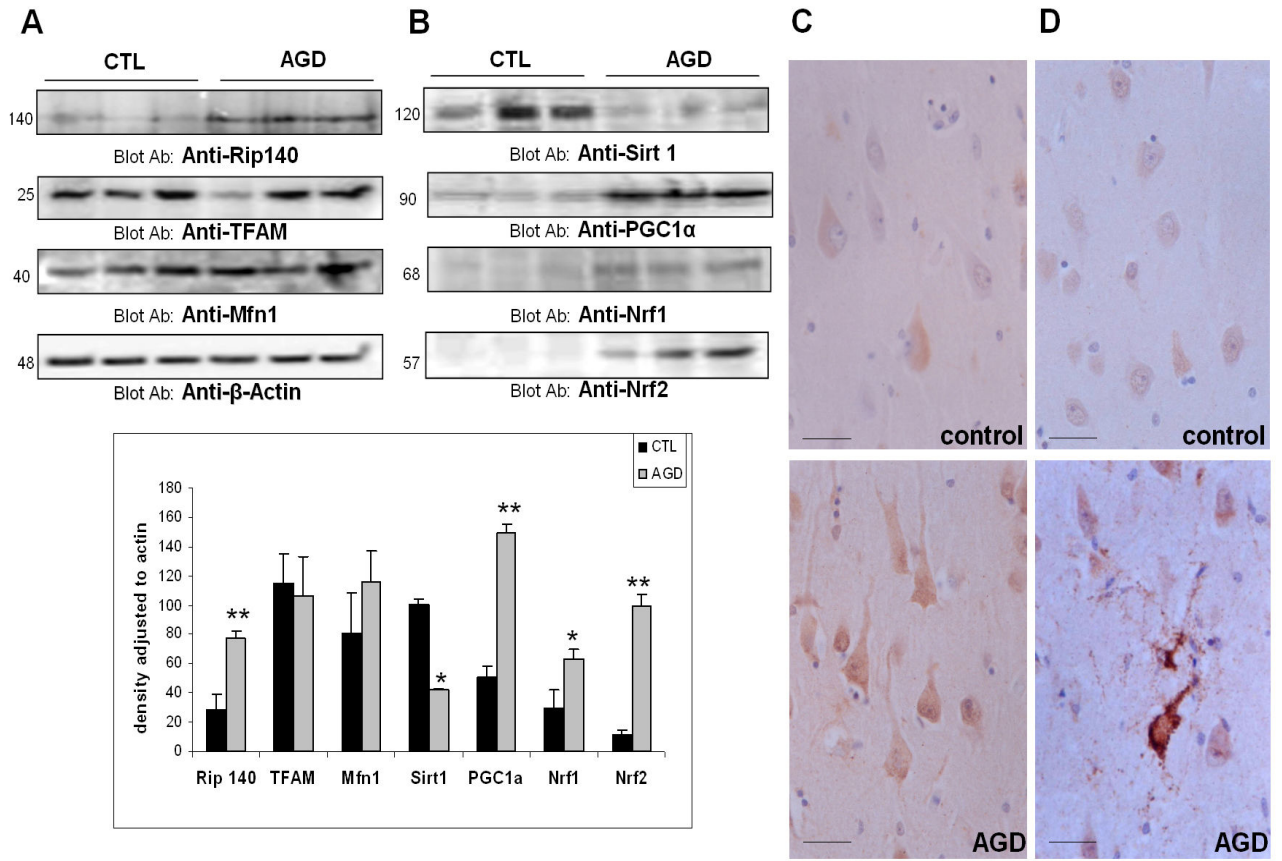 A
CTL AGD
140
Blot Ab: Anti-Rip140
25
Blot Ab: Anti-TFAM
40
Blot Ab: Anti-Mfn1
48
Blot Ab: Anti-β-Actin
B
CTL AGD
120
Blot Ab: Anti-Sirt 1
90
Blot Ab: Anti-PGC1α
68
Blot Ab: Anti-Nrf1
57
Blot Ab: Anti-Nrf2
CTL
AGD
density adjusted to actin
180
160
140
120
100
80
60
40
20
0
**
*
**
*
**
Rip 140 TFAM Mfn1 Sirt1 PGC1a Nrf1 Nrf2
C
control
AGD
D
control
AGD